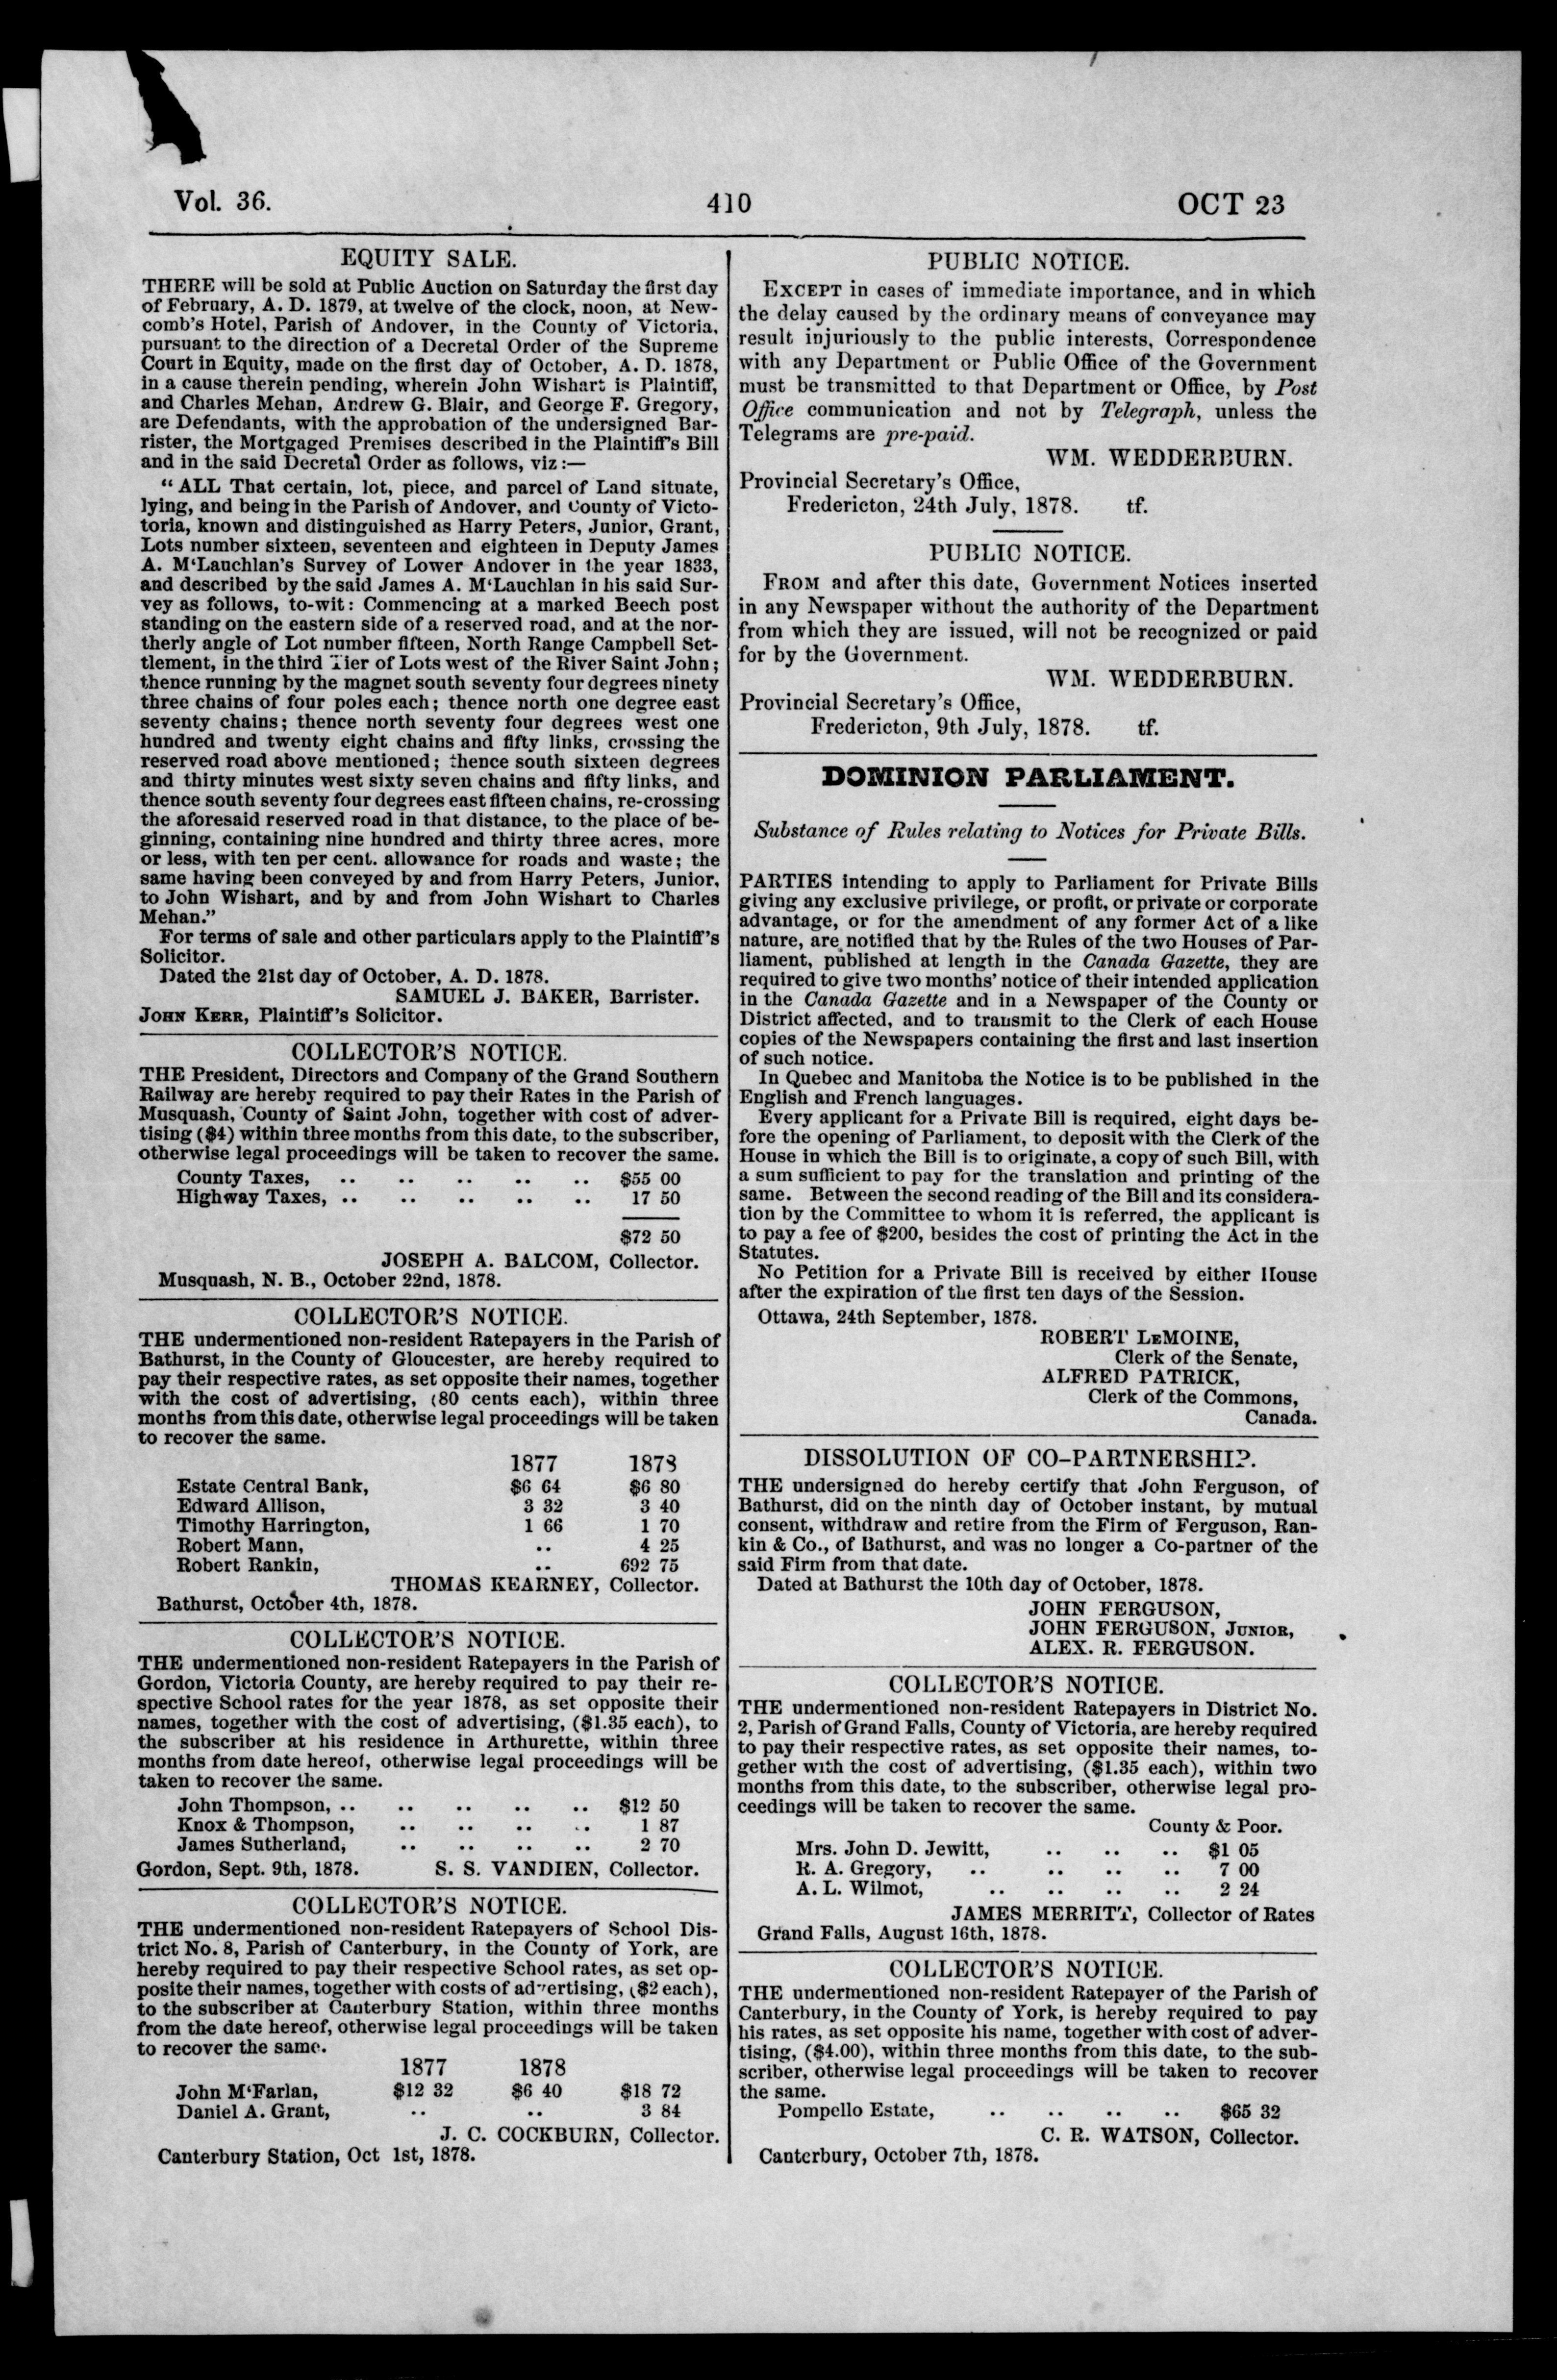 Vol. 36.
410
OCT 23
EQUITY SALE.
THERE will be sold at Public Auction on Saturday the first day
of February, A. D. 1879, at twelve of the clock, noon, at New-
comb's Hotel, Parish of Andover, in the County of Victoria,
pursuant to the direction of a Decretal Order of the Supreme
Court in Equity, made on the first day of October, A. D. 1878,
in a cause therein pending, wherein John Wishart is Plaintiff,
and Charles Mehan, Andrew G. Blair, and George F. Gregory,
are Defendants, with the approbation of the undersigned Bar-
rister, the Mortgaged Premises described in the Plaintiff's Bill
and in the said Decretal Order as follows, viz:—
"ALL That certain, lot, piece, and parcel of Land situate,
lying, and being in the Parish of Andover, and County of Victo-
toria, known and distinguished as Harry Peters, Junior, Grant,
Lots number sixteen, seventeen and eighteen in Deputy James
A. M'Lauchlan's Survey of Lower Andover in the year 1833,
and described by the said James A. M'Lauchlan in his said Sur-
vey as follows, to-wit: Commencing at a marked Beech post
standing on the eastern side of a reserved road, and at the nor-
therly angle of Lot number fifteen, North Range Campbell Set-
tlement, in the third Tier of Lots west of the River Saint John;
thence running by the magnet south seventy four degrees ninety
three chains of four poles each; thence north one degree east
seventy chains; thence north seventy four degrees west one
hundred and twenty eight chains and fifty links, crossing the
reserved road above mentioned; thence south sixteen degrees
and thirty minutes west sixty seven chains and fifty links, and
thence south seventy four degrees east fifteen chains, re-crossing
the aforesaid reserved road in that distance, to the place of be-
ginning, containing nine hundred and thirty three acres, more
or less, with ten per cent. allowance for roads and waste; the
same having been conveyed by and from Harry Peters, Junior,
to John Wishart, and by and from John Wishart to Charles
Mehan."
For terms of sale and other particulars apply to the Plaintiff's
Solicitor.
Dated the 21st day of October, A. D. 1878.
SAMUEL J. BAKER, Barrister.
JOHN KERR, Plaintiff's Solicitor.
COLLECTOR'S NOTICE.
THE President, Directors and Company of the Grand Southern
Railway are hereby required to pay their Rates in the Parish of
Musquash, County of Saint John, together with cost of adver-
tising ($4) within three months from this date, to the subscriber,
otherwise legal proceedings will be taken to recover the same.
County Taxes, .. .. .. .. .. $55 00
Highway Taxes, .. .. .. .. .. 17 50
$72 50
JOSEPH A. BALCOM, Collector.
Musquash, N. B., October 22nd, 1878.
COLLECTOR'S NOTICE.
THE undermentioned non-resident Ratepayers in the Parish of
Bathurst, in the County of Gloucester, are hereby required to
pay their respective rates, as set opposite their names, together
with the cost of advertising, (80 cents each), within three
months from this date, otherwise legal proceedings will be taken
to recover the same.
1877 1878
Estate Central Bank, $6 64 $6 80
Edward Allison, 3 32 3 40
Timothy Harrington, 1 66 1 70
Robert Mann, .. 4 25
Robert Rankin, .. 692 75
THOMAS KEARNEY, Collector.
Bathurst, October 4th, 1878.
COLLECTOR'S NOTICE.
THE undermentioned non-resident Ratepayers in the Parish of
Gordon, Victoria County, are hereby required to pay their re-
spective School rates for the year 1878, as set opposite their
names, together with the cost of advertising, ($1.35 each), to
the subscriber at his residence in Arthurette, within three
months from date hereof, otherwise legal proceedings will be
taken to recover the same.
John Thompson, .. .. .. .. .. $12 50
Knox & Thompson, .. .. .. .. 1 87
James Sutherland, .. .. .. .. 2 70
Gordon, Sept. 9th, 1878. S. S. VANDIEN, Collector.
COLLECTOR'S NOTICE.
THE undermentioned non-resident Ratepayers of School Dis-
trict No. 8, Parish of Canterbury, in the County of York, are
hereby required to pay their respective School rates, as set op-
posite their names, together with costs of advertising, ($2 each),
to the subscriber at Canterbury Station, within three months
from the date hereof, otherwise legal proceedings will be taken
to recover the same.
1877 1878
John M'Farlan, $12 32 $6 40 $18 72
Daniel A. Grant, .. .. 3 84
J. C. COCKBURN, Collector.
Canterbury Station, Oct 1st, 1878.
PUBLIC NOTICE.
EXCEPT in cases of immediate importance, and in which
the delay caused by the ordinary means of conveyance may
result injuriously to the public interests, Correspondence
with any Department or Public Office of the Government
must be transmitted to that Department or Office, by Post
Office communication and not by Telegraph, unless the
Telegrams are pre-paid.
WM. WEDDERBURN.
Provincial Secretary's Office,
Fredericton, 24th July, 1878. tf.
PUBLIC NOTICE.
FROM and after this date, Government Notices inserted
in any Newspaper without the authority of the Department
from which they are issued, will not be recognized or paid
for by the Government.
WM. WEDDERBURN.
Provincial Secretary's Office,
Fredericton, 9th July, 1878. tf.
DOMINION PARLIAMENT.
Substance of Rules relating to Notices for Private Bills.
PARTIES intending to apply to Parliament for Private Bills
giving any exclusive privilege, or profit, or private or corporate
advantage, or for the amendment of any former Act of a like
nature, are notified that by the Rules of the two Houses of Par-
liament, published at length in the Canada Gazette, they are
required to give two months' notice of their intended application
in the Canada Gazette and in a Newspaper of the County or
District affected, and to transmit to the Clerk of each House
copies of the Newspapers containing the first and last insertion
of such notice.
In Quebec and Manitoba the Notice is to be published in the
English and French languages.
Every applicant for a Private Bill is required, eight days be-
fore the opening of Parliament, to deposit with the Clerk of the
House in which the Bill is to originate, a copy of such Bill, with
a sum sufficient to pay for the translation and printing of the
same. Between the second reading of the Bill and its considera-
tion by the Committee to whom it is referred, the applicant is
to pay a fee of $200, besides the cost of printing the Act in the
Statutes.
No Petition for a Private Bill is received by either House
after the expiration of the first ten days of the Session.
Ottawa, 24th September, 1878.
ROBERT LEMOINE,
Clerk of the Senate,
ALFRED PATRICK,
Clerk of the Commons,
Canada.
DISSOLUTION OF CO-PARTNERSHIP.
THE undersigned do hereby certify that John Ferguson, of
Bathurst, did on the ninth day of October instant, by mutual
consent, withdraw and retire from the Firm of Ferguson, Ran-
kin & Co., of Bathurst, and was no longer a Co-partner of the
said Firm from that date.
Dated at Bathurst the 10th day of October, 1878.
JOHN FERGUSON,
JOHN FERGUSON, JUNIOR,
ALEX. R. FERGUSON.
COLLECTOR'S NOTICE.
THE undermentioned non-resident Ratepayers in District No.
2, Parish of Grand Falls, County of Victoria, are hereby required
to pay their respective rates, as set opposite their names, to-
gether with the cost of advertising, ($1.35 each), within two
months from this date, to the subscriber, otherwise legal pro-
ceedings will be taken to recover the same.
County & Poor.
Mrs. John D. Jewitt, .. .. .. $1 05
R. A. Gregory, .. .. .. .. 7 00
A. L. Wilmot, .. .. .. .. 2 24
JAMES MERRITT, Collector of Rates
Grand Falls, August 16th, 1878.
COLLECTOR'S NOTICE.
THE undermentioned non-resident Ratepayer of the Parish of
Canterbury, in the County of York, is hereby required to pay
his rates, as set opposite his name, together with cost of adver-
tising, ($4.00), within three months from this date, to the sub-
scriber, otherwise legal proceedings will be taken to recover
the same.
Pompello Estate, .. .. .. .. $65 32
C. R. WATSON, Collector.
Canterbury, October 7th, 1878.